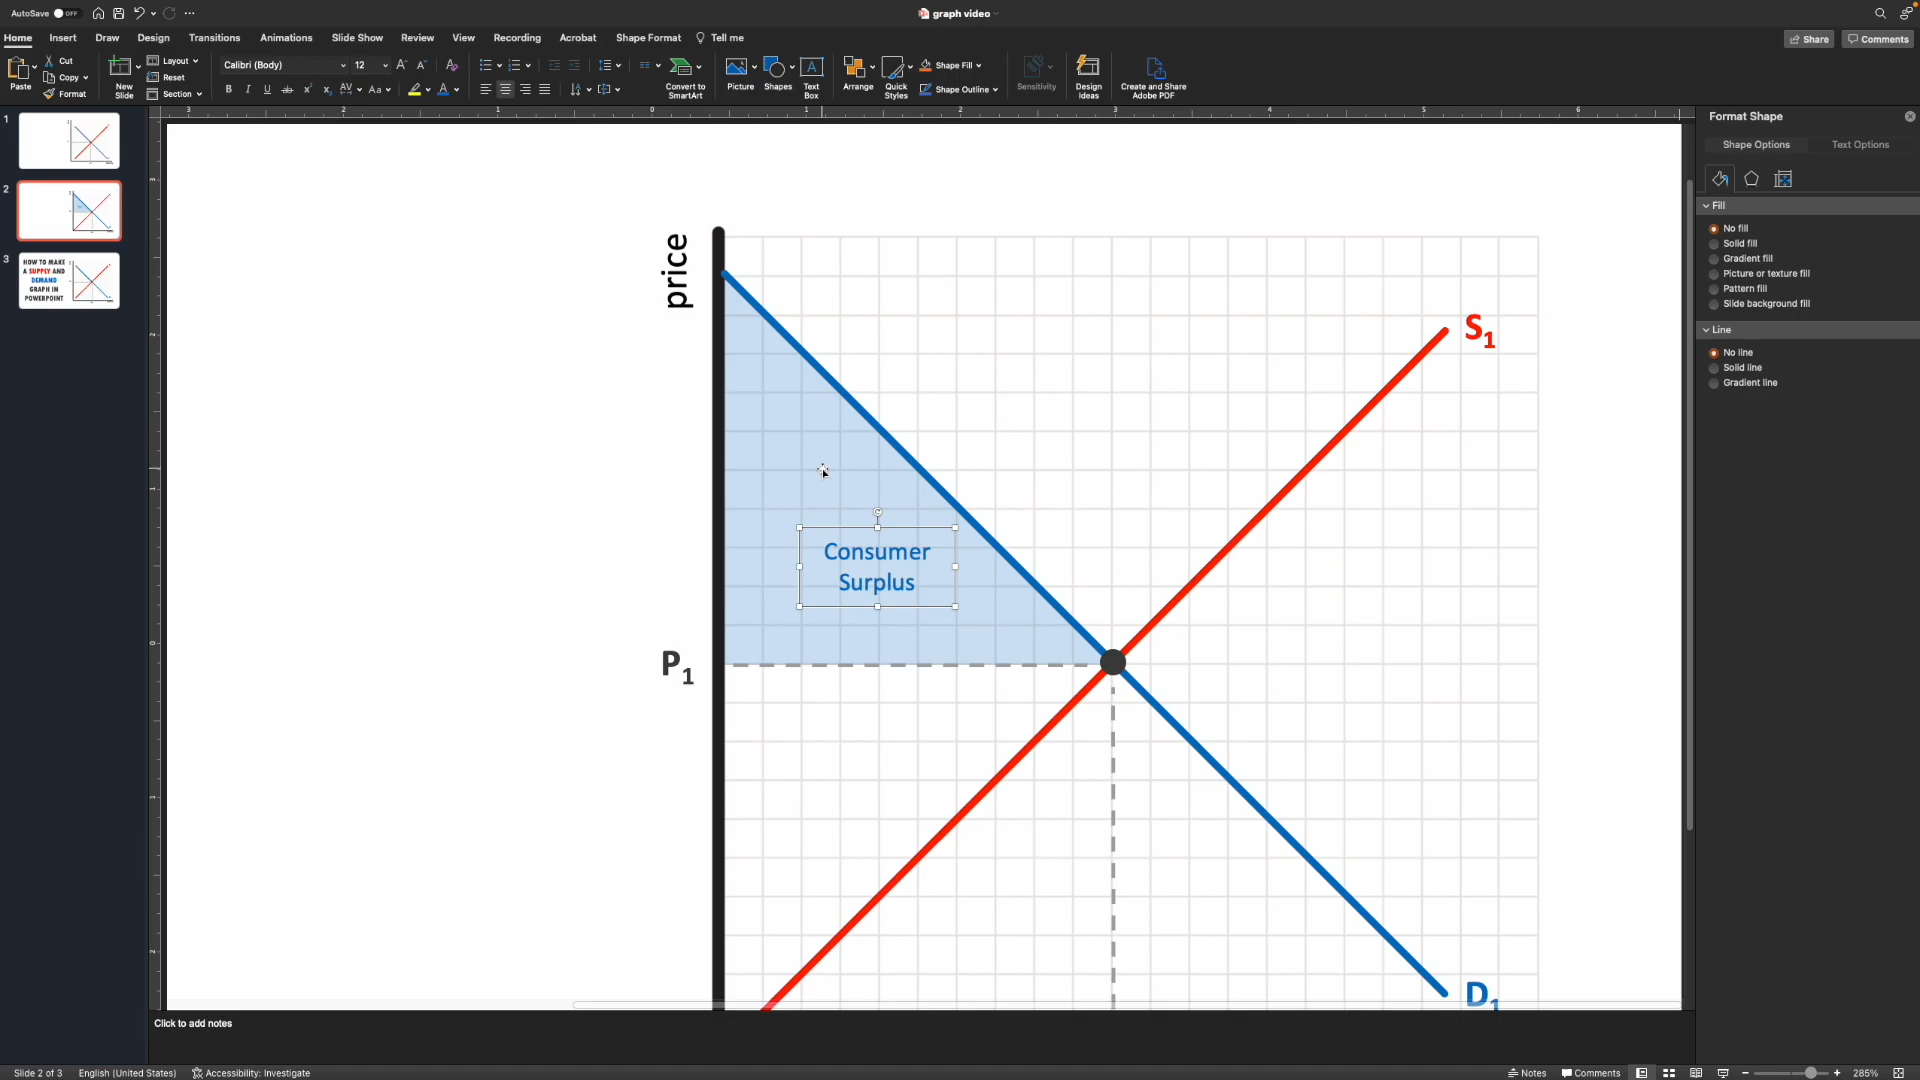 AutoSave OFF
graph video
Home Insert Draw Design Transitions Animations Slide Show Review View Recording Acrobat Shape Format Tell me
Share Comments
Paste
Cut
Copy
Format
New Slide
Layout
Reset
Section
Calibri (Body) 12
Convert to SmartArt
Picture
Shapes
Text Box
Arrange
Quick Styles
Shape Fill
Shape Outline
Sensitivity
Design Ideas
Create and Share Adobe PDF
1
2
3
HOW TO MAKE
A SUPPLY AND
DEMAND
GRAPH IN
POWERPOINT
price
S1
Consumer
Surplus
P1
D1
Format Shape
Shape Options Text Options
Fill
No fill
Solid fill
Gradient fill
Picture or texture fill
Pattern fill
Slide background fill
Line
No line
Solid line
Gradient line
Click to add notes
Slide 2 of 3 English (United States) Accessibility: Investigate
Notes Comments 285%